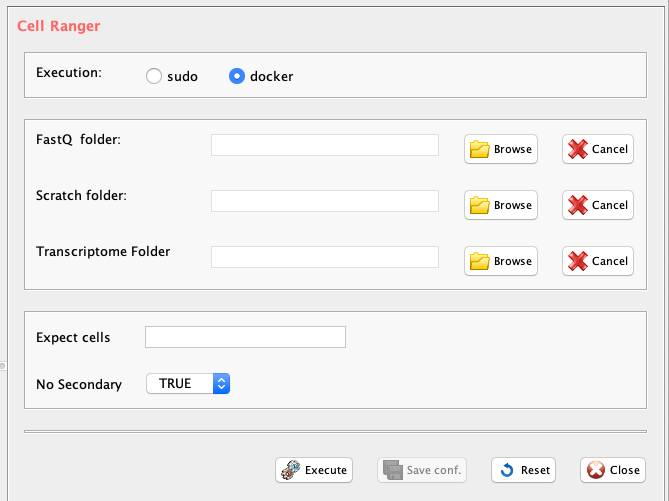 Cell Ranger
Execution: sudo docker
FastQ folder: Browse Cancel
Scratch folder: Browse Cancel
Transcriptome Folder Browse Cancel
Expect cells
No Secondary TRUE
Execute Save conf. Reset Close